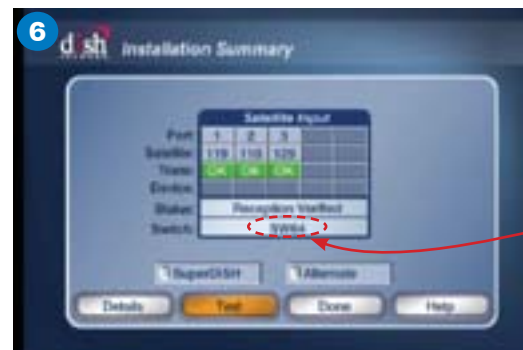 6
dish Installation Summary
Satellite Input
Port 1 2 3
Satellite 119 110 129
Trans: OK OK OK
Device:
Status: Reception Verified
Switch: SW64
SuperDISH Alternate
Details Test Done Help